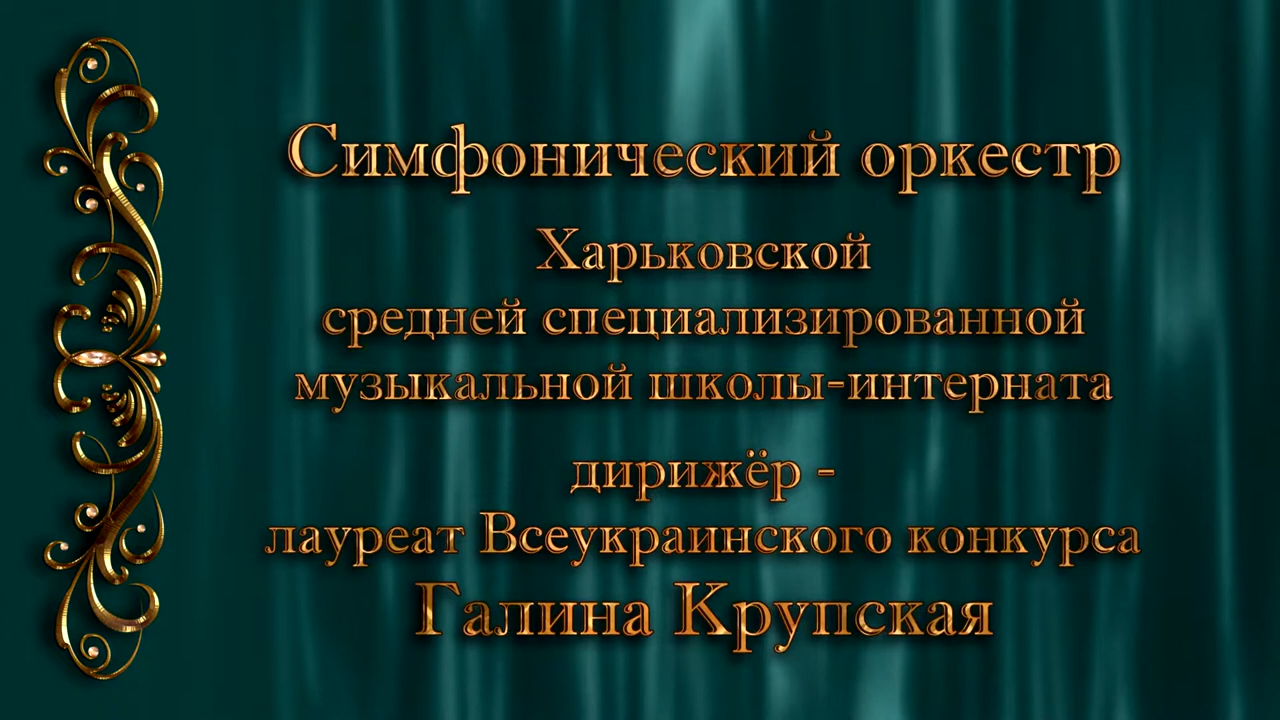 Симфонический оркестр
Харьковской
средней специализированной
музыкальной школы-интерната
дирижёр -
лауреат Всеукраинского конкурса
Галина Крупская